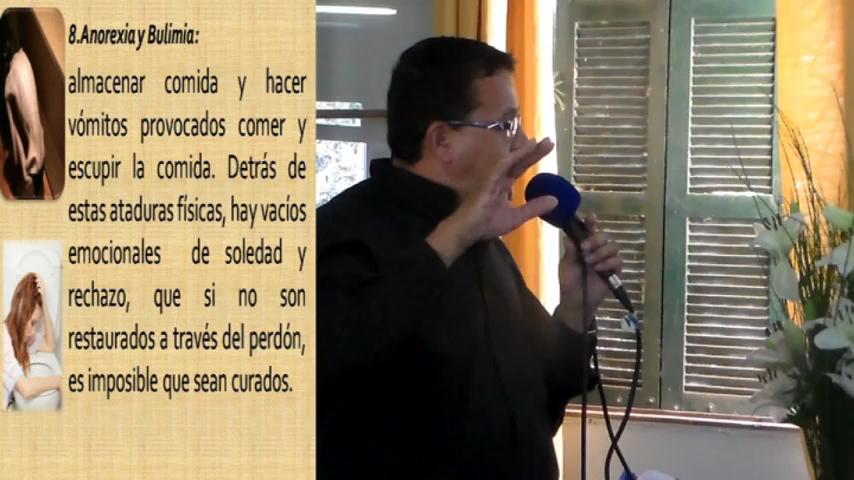 8.Anorexia y Bulimia:
almacenar comida y hacer
vómitos provocados comer y
escupir la comida. Detrás de
estas ataduras físicas, hay vacíos
emocionales de soledad y
rechazo, que si no son
restaurados a través del perdón,
es imposible que sean curados.